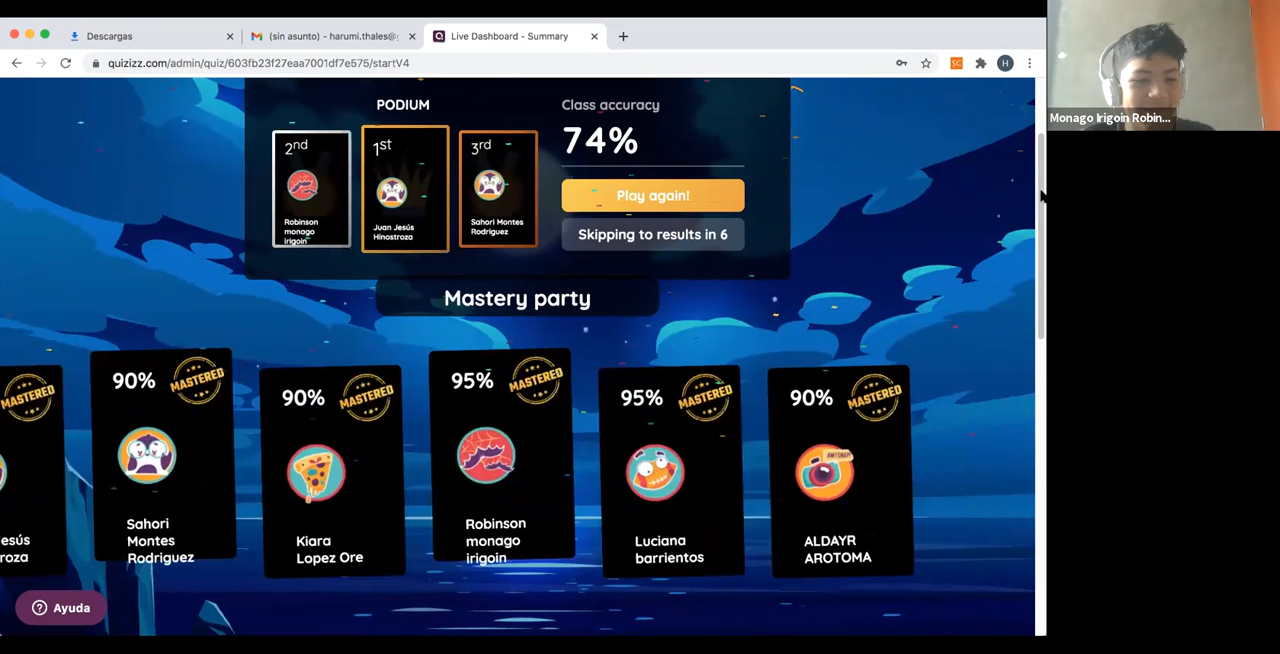 Descargas
(sin asunto) - harumi.thales@g
Live Dashboard - Summary
quizizz.com/admin/quiz/603fb23f27eaa7001df7e575/startV4
SC
H
Monago Irigoin Robin...
PODIUM
2nd
Robinson
monago
irigoin
1st
Juan Jesús
Hinostroza
3rd
Sahori Montes
Rodriguez
Class accuracy
74%
Play again!
Skipping to results in 6
Mastery party
MASTERED
esús
roza
90%
MASTERED
Sahori
Montes
Rodriguez
90%
MASTERED
Kiara
Lopez Ore
95%
MASTERED
Robinson
monago
irigoin
95%
MASTERED
Luciana
barrientos
90%
MASTERED
ALDAYR
AROTOMA
Ayuda